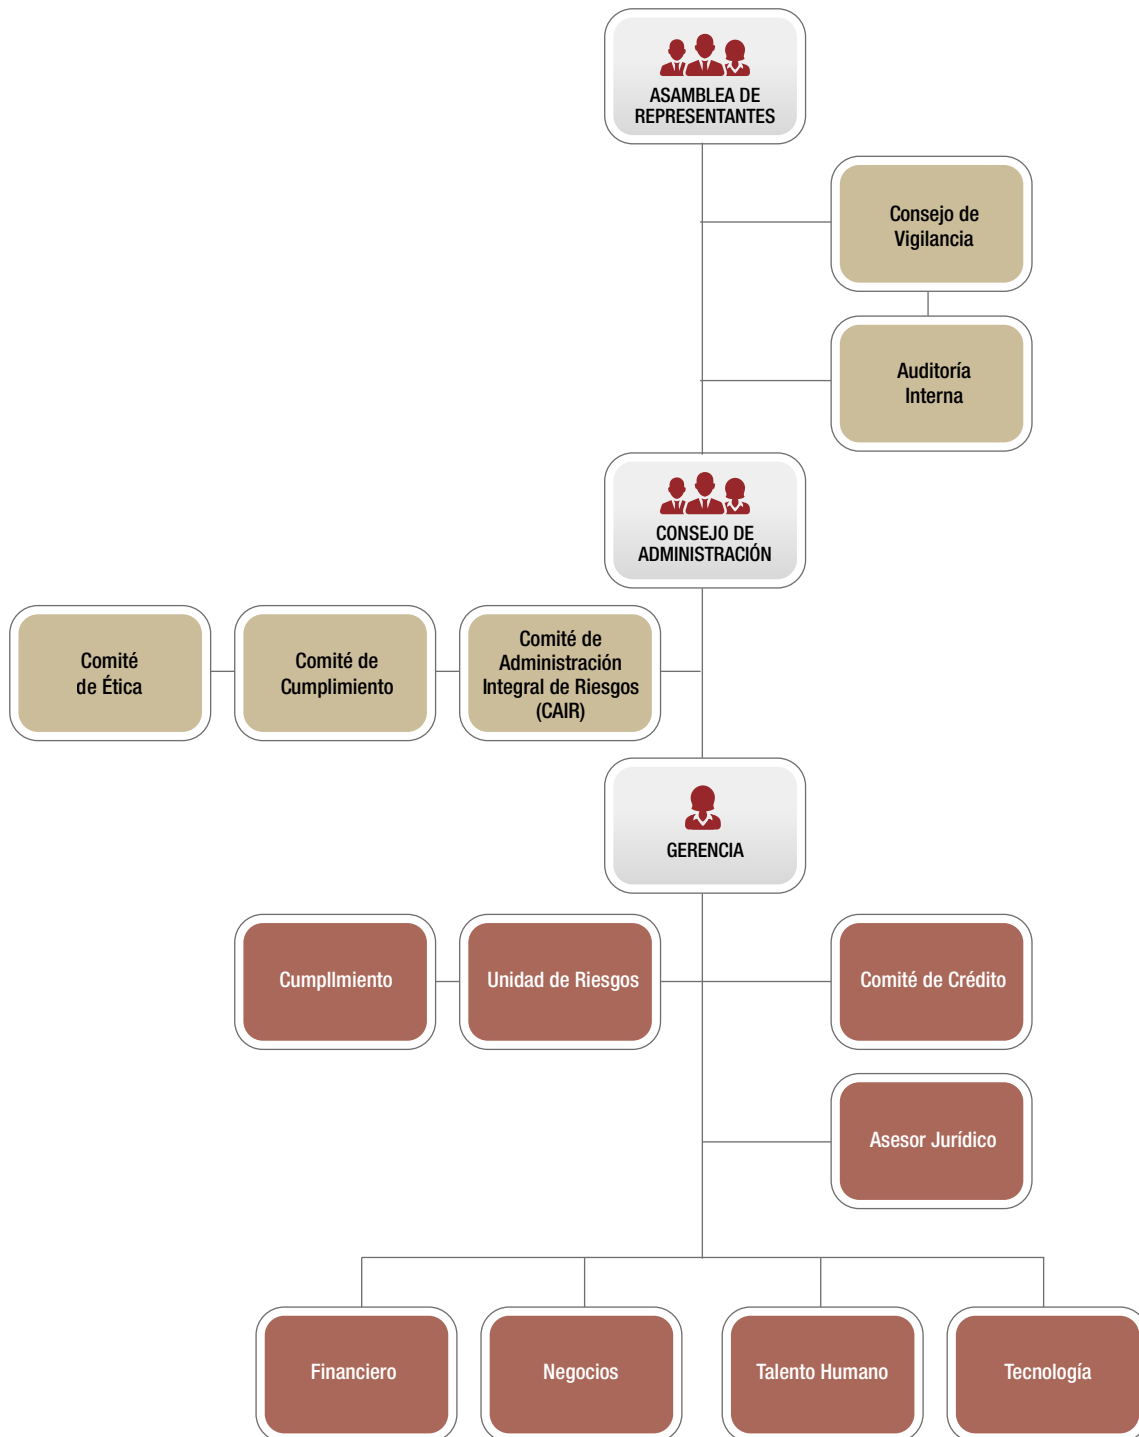 ASAMBLEA DE
REPRESENTANTES
Consejo de
Vigilancia
Auditoría
Interna
CONSEJO DE
ADMINISTRACIÓN
Comité
de Ética
Comité de
Cumplimiento
Comité de
Administración
Integral de Riesgos
(CAIR)
GERENCIA
CumplImiento
Unidad de Riesgos
Comité de Crédito
Asesor Jurídico
Financiero
Negocios
Talento Humano
Tecnología